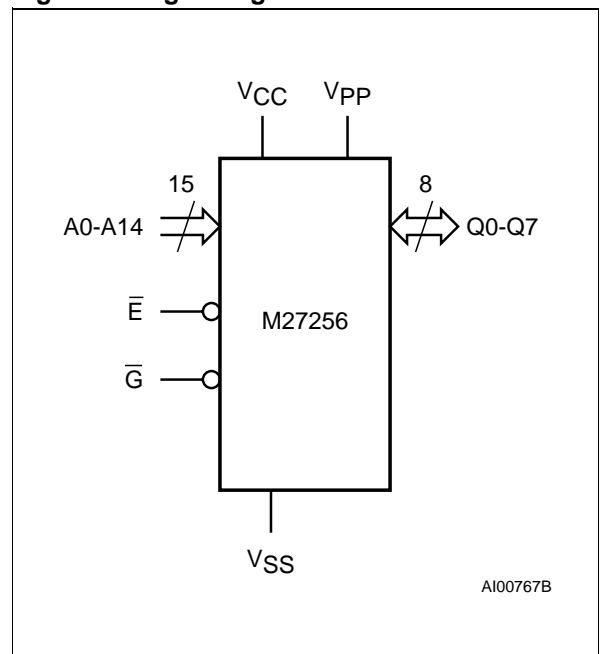 VCC VPP
15
8
A0-A14
Q0-Q7
E̅
M27256
G̅
VSS
AI00767B